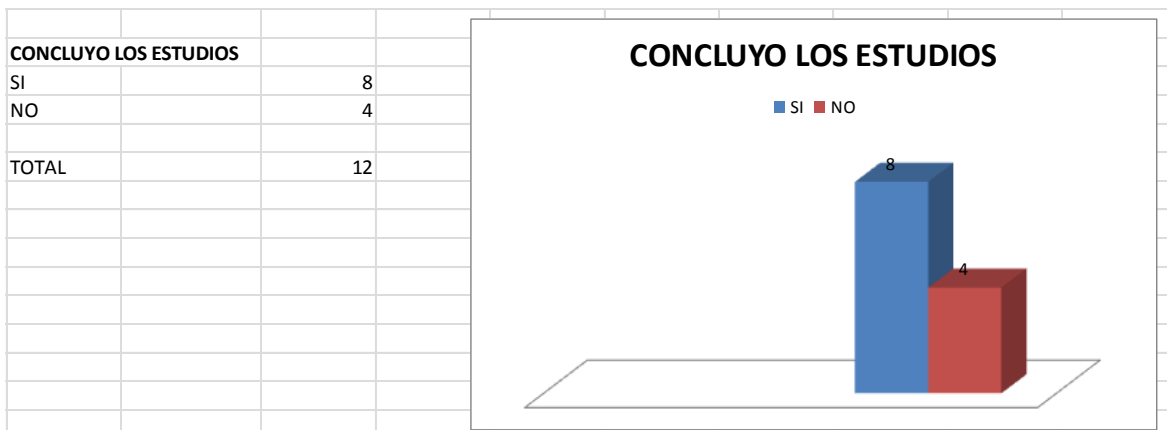 CONCLUYO LOS ESTUDIOS
SI 8
NO 4
TOTAL 12
CONCLUYO LOS ESTUDIOS
SI NO
8
4